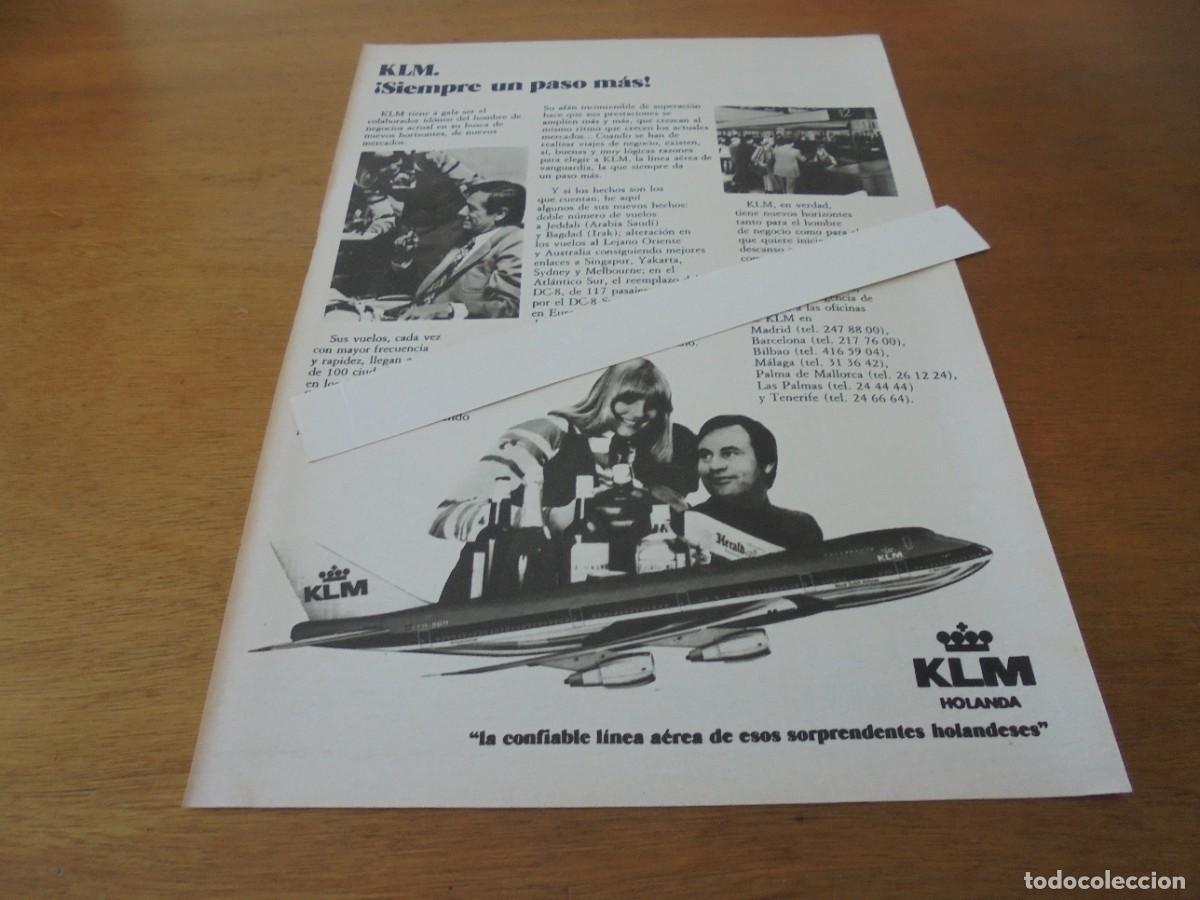 KLM.
¡Siempre un paso más!
KLM tiene a gala ser el
colaborador idóneo del hombre de
negocios actual en su busca de
nuevos horizontes, de nuevos
mercados.
Sus vuelos, cada vez
con mayor frecuencia
y rapidez, llegan
de 100
en
Su afán incontenible de superación
hace que sus prestaciones se
amplíen más y más, que crezcan al
mismo ritmo que crecen los actuales
mercados... Cuando se han de
realizar viajes de negocio, existen,
sí, buenas y muy lógicas razones
para elegir a KLM, la línea aérea de
vanguardia, la que siempre da
un paso más.
Y si los hechos son los
que cuentan, he aquí
algunos de sus nuevos hechos:
doble número de vuelos
a Jeddah (Arabia Saudí)
y Bagdad (Irak); alteración en
los vuelos al Lejano Oriente
y Australia consiguiendo mejores
enlaces a Singapur, Yakarta,
Sydney y Melbourne; en el
Atlántico Sur, el reemplazo
DC-8, de 117
por el DC-8
en
12
KLM, en verdad,
tiene nuevos horizontes
tanto para el hombre
de negocio como para
que quiere
descanso
a las oficinas
KLM en
Madrid (tel. 247 88 00),
Barcelona (tel. 217 76 00),
Bilbao (tel. 416 59 04),
Málaga (tel. 31 36 42),
Palma de Mallorca (tel. 26 12 24),
Las Palmas (tel. 24 44 44)
y Tenerife (tel. 24 66 64).
Herald
KLM
KLM
KLM
HOLANDA
"la confiable línea aérea de esos sorprendentes holandeses"
todocoleccion